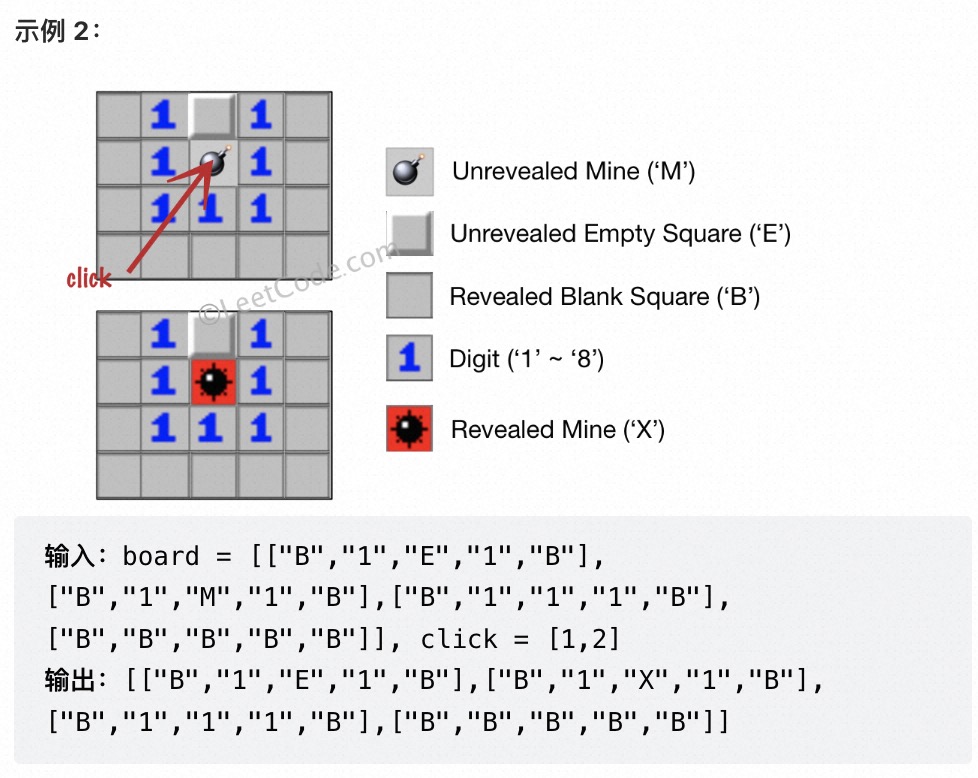 示例 2：
1 1
1 1
1 1 1
click
©LeetCode.com
1 1
1 1
1 1 1
Unrevealed Mine (‘M’)
Unrevealed Empty Square (‘E’)
Revealed Blank Square (‘B’)
1 Digit (‘1’ ~ ‘8’)
Revealed Mine (‘X’)
输入：board = [["B","1","E","1","B"],
["B","1","M","1","B"],["B","1","1","1","B"],
["B","B","B","B","B"]], click = [1,2]
输出：[["B","1","E","1","B"],["B","1","X","1","B"],
["B","1","1","1","B"],["B","B","B","B","B"]]